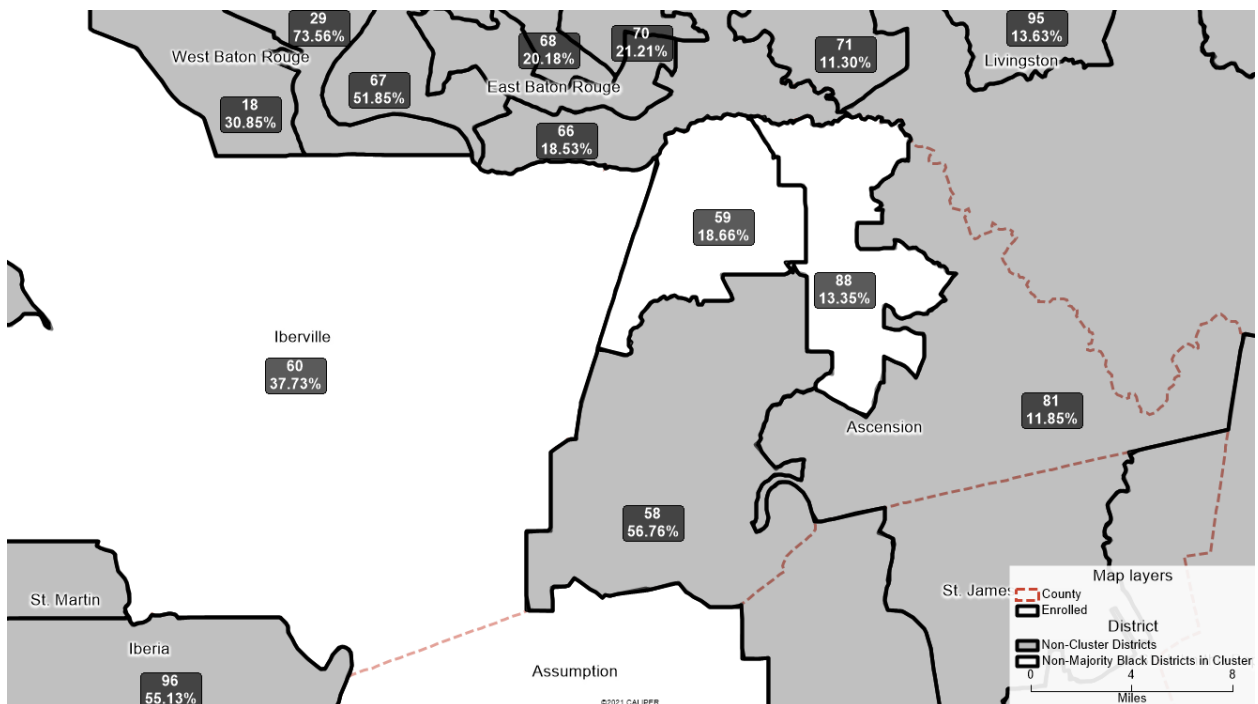 29
73.56%
West Baton Rouge
67
51.85%
18
30.85%
68
20.18%
70
21.21%
East Baton Rouge
66
18.53%
71
11.30%
95
13.63%
Livingston
59
18.66%
88
13.35%
Iberville
60
37.73%
81
11.85%
Ascension
58
56.76%
St. Martin
Iberia
96
55.13%
Assumption
©2021 CALIPER
St. James
Map layers
County
Enrolled
District
Non-Cluster Districts
Non-Majority Black Districts in Cluster
0 4 8
Miles